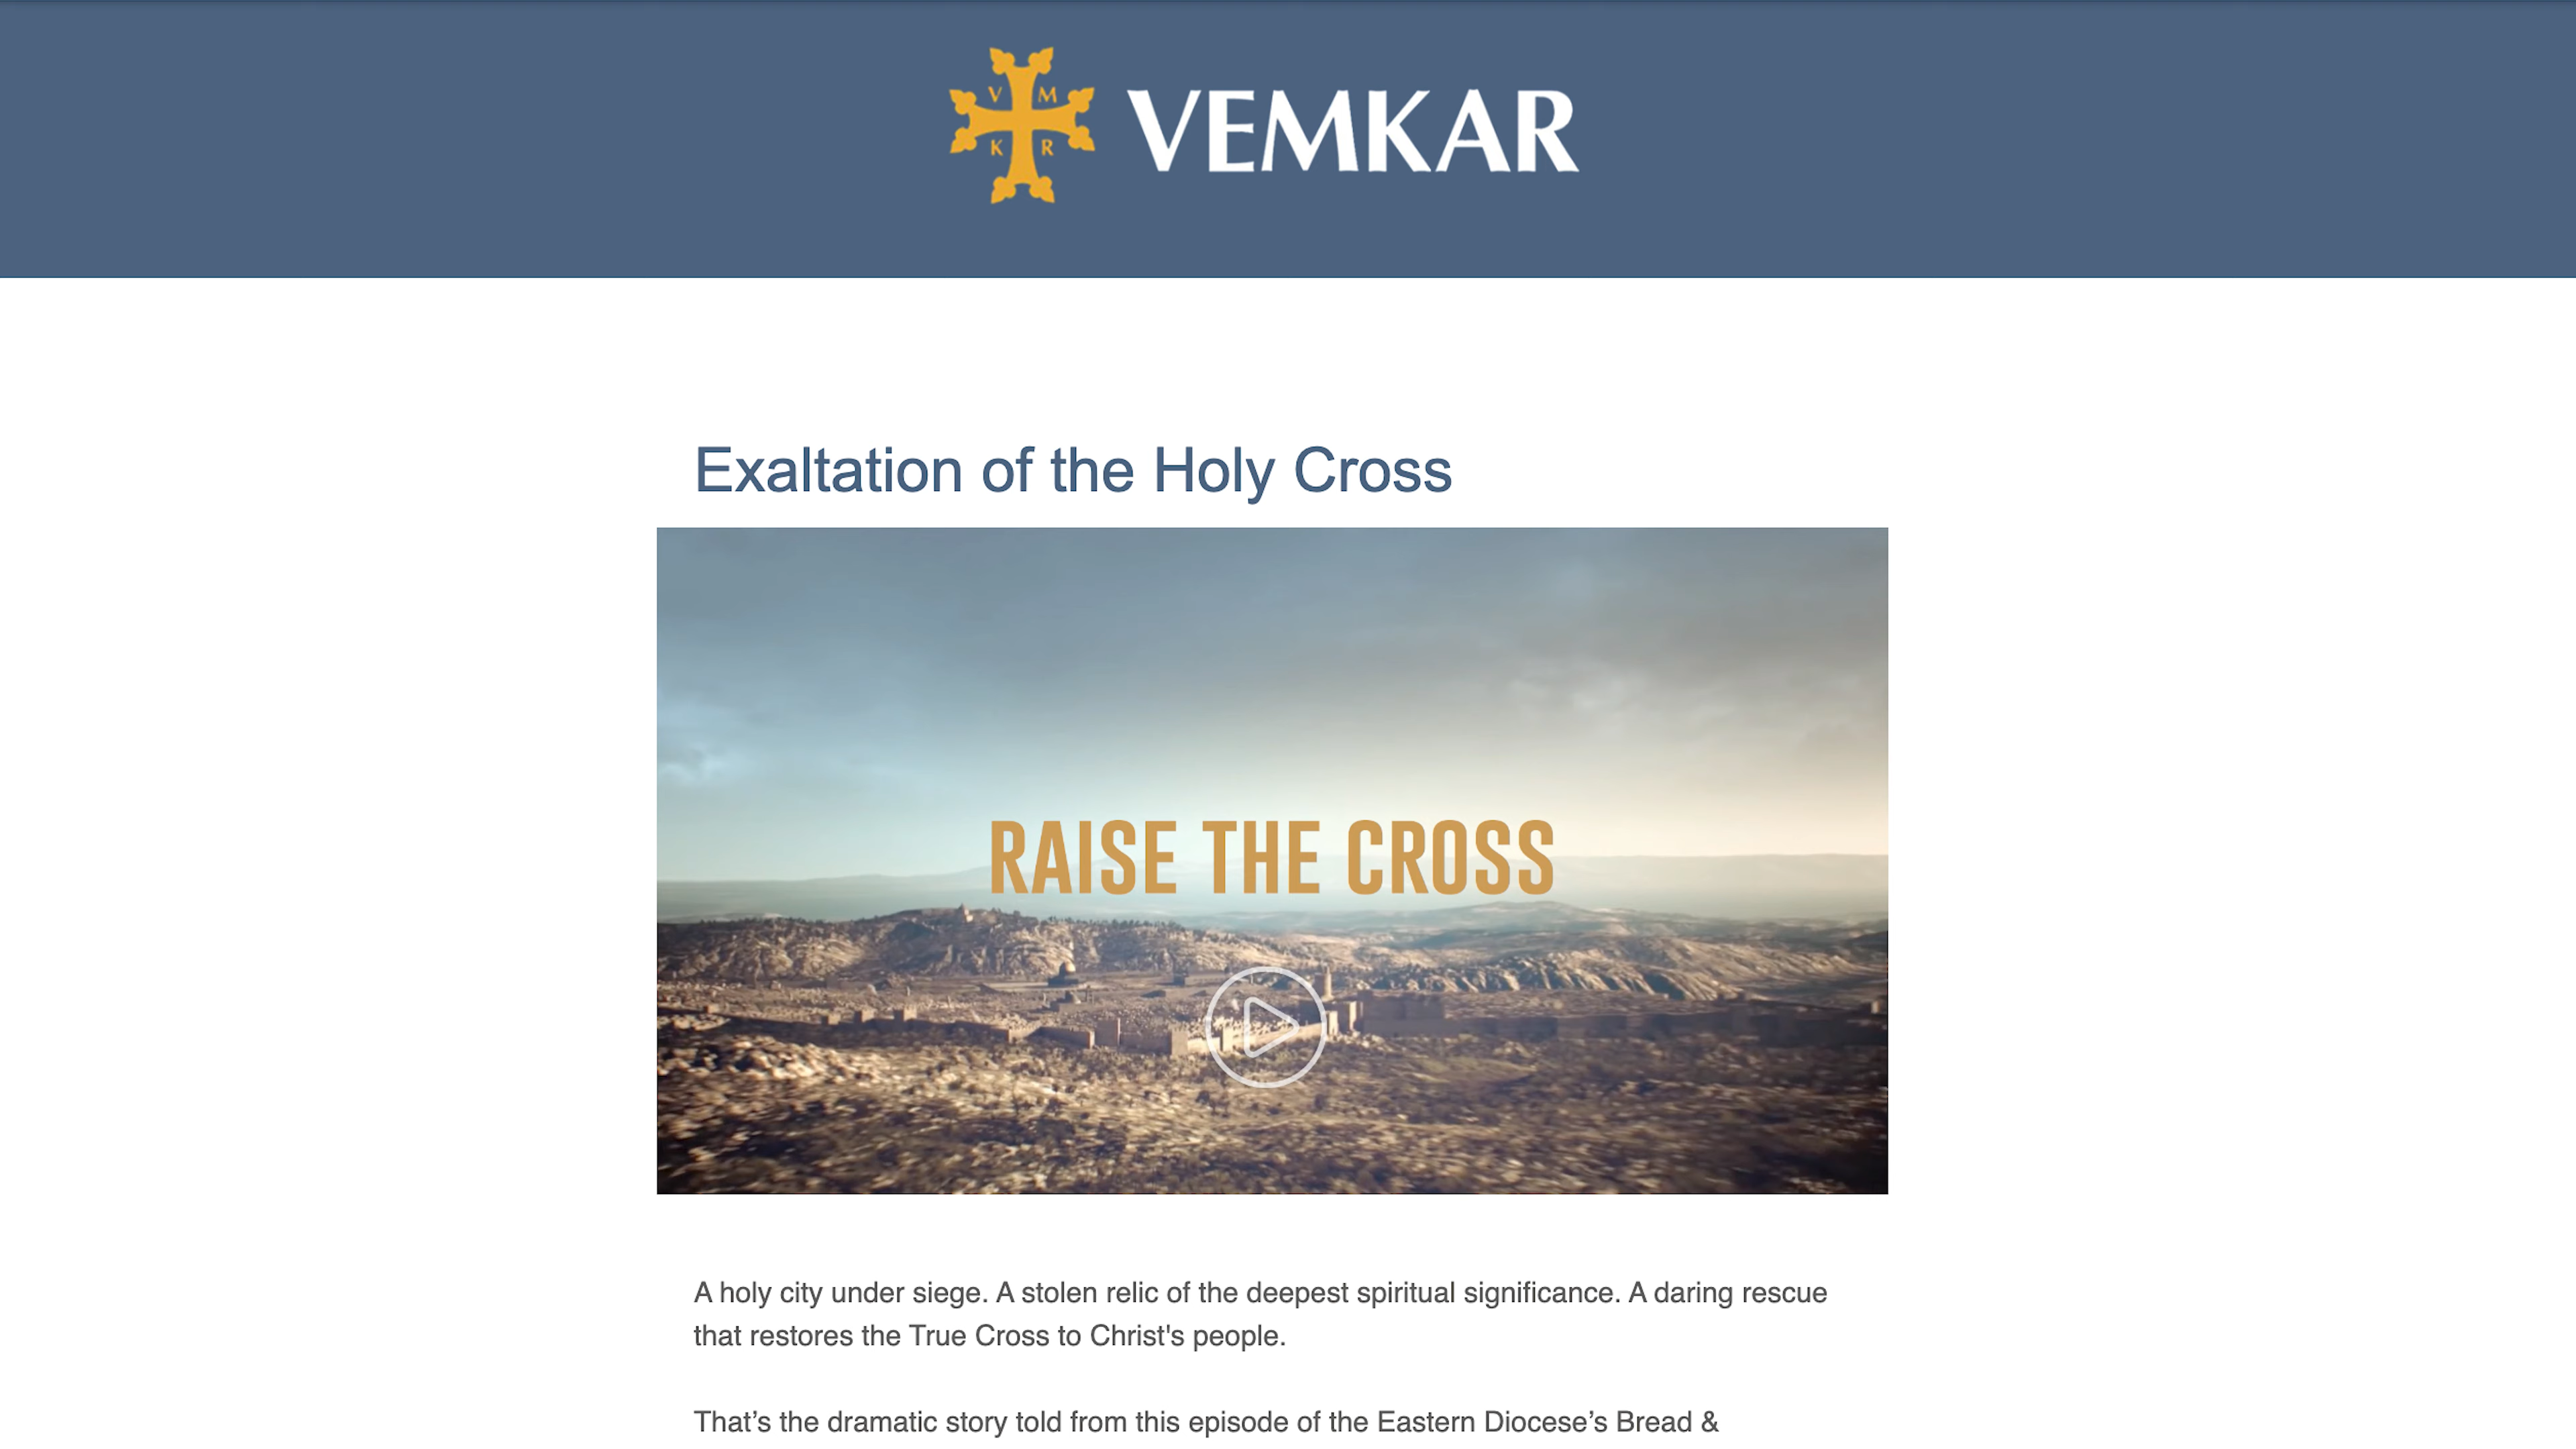 V M
K R
VEMKAR
Exaltation of the Holy Cross
RAISE THE CROSS
A holy city under siege. A stolen relic of the deepest spiritual significance. A daring rescue
that restores the True Cross to Christ's people.
That’s the dramatic story told from this episode of the Eastern Diocese’s Bread &